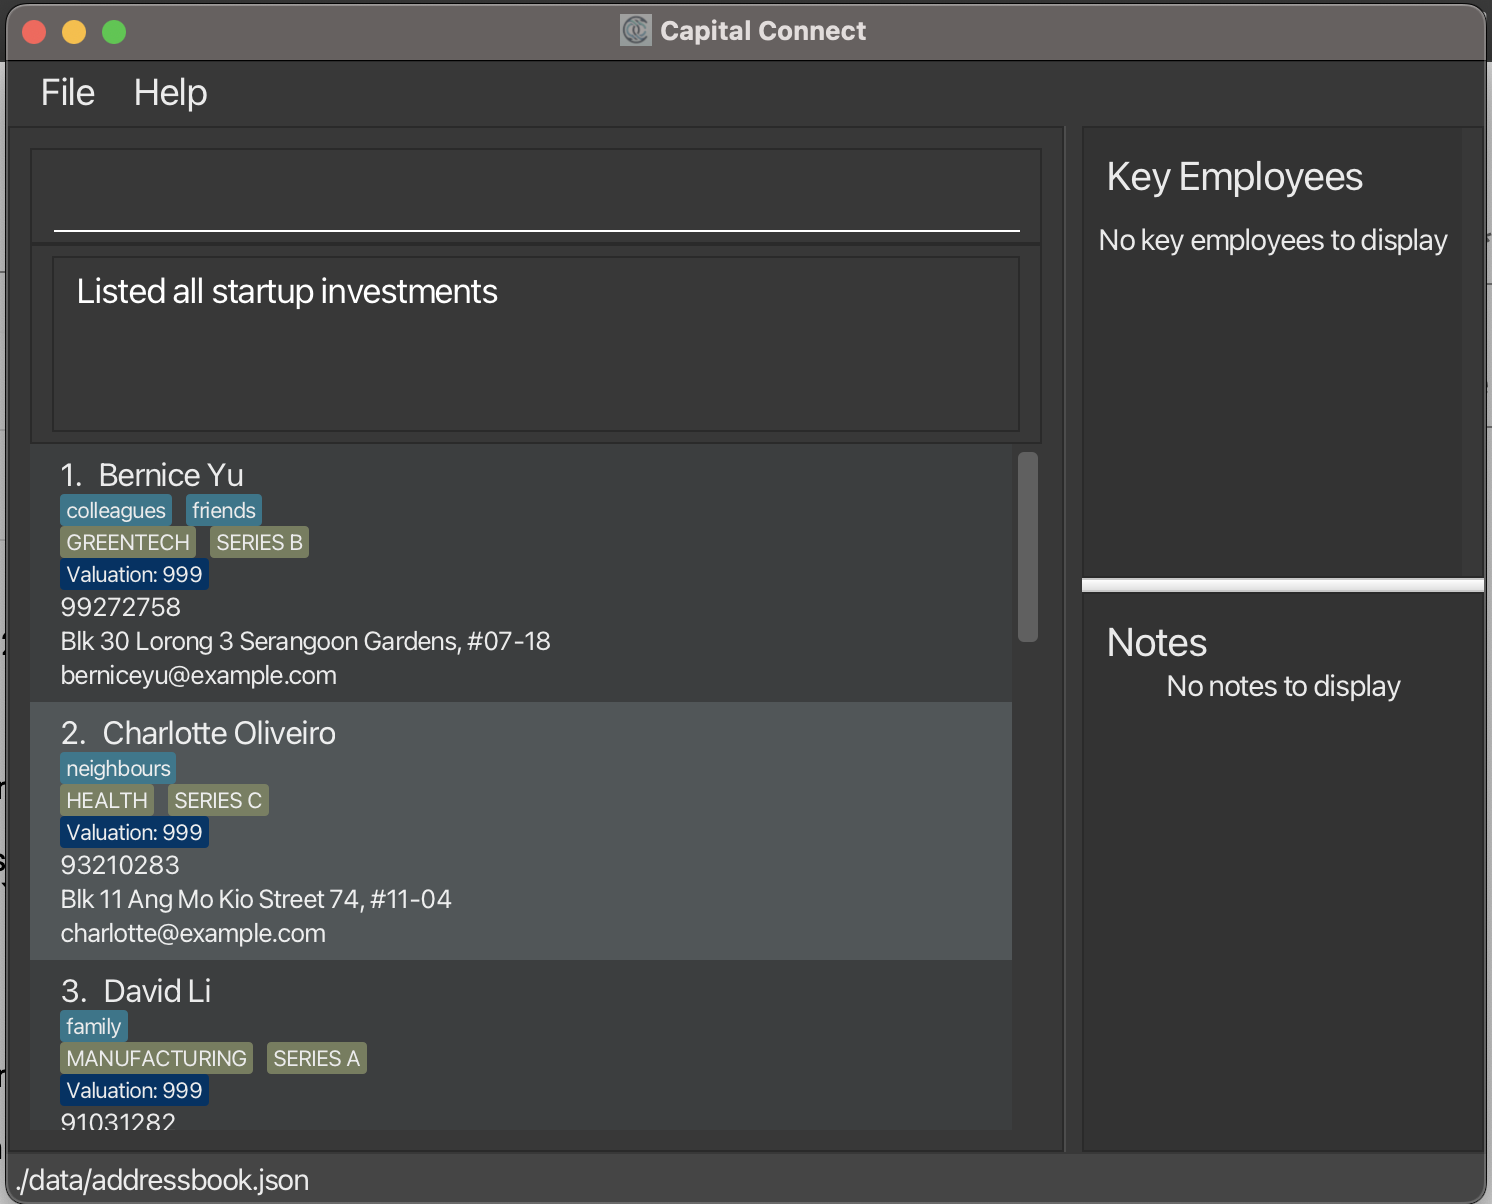 Capital Connect
File Help
Listed all startup investments
1. Bernice Yu
colleagues friends
GREENTECH SERIES B
Valuation: 999
99272758
Blk 30 Lorong 3 Serangoon Gardens, #07-18
berniceyu@example.com
2. Charlotte Oliveiro
neighbours
HEALTH SERIES C
Valuation: 999
93210283
Blk 11 Ang Mo Kio Street 74, #11-04
charlotte@example.com
3. David Li
family
MANUFACTURING SERIES A
Valuation: 999
91031282
Key Employees
No key employees to display
Notes
No notes to display
./data/addressbook.json